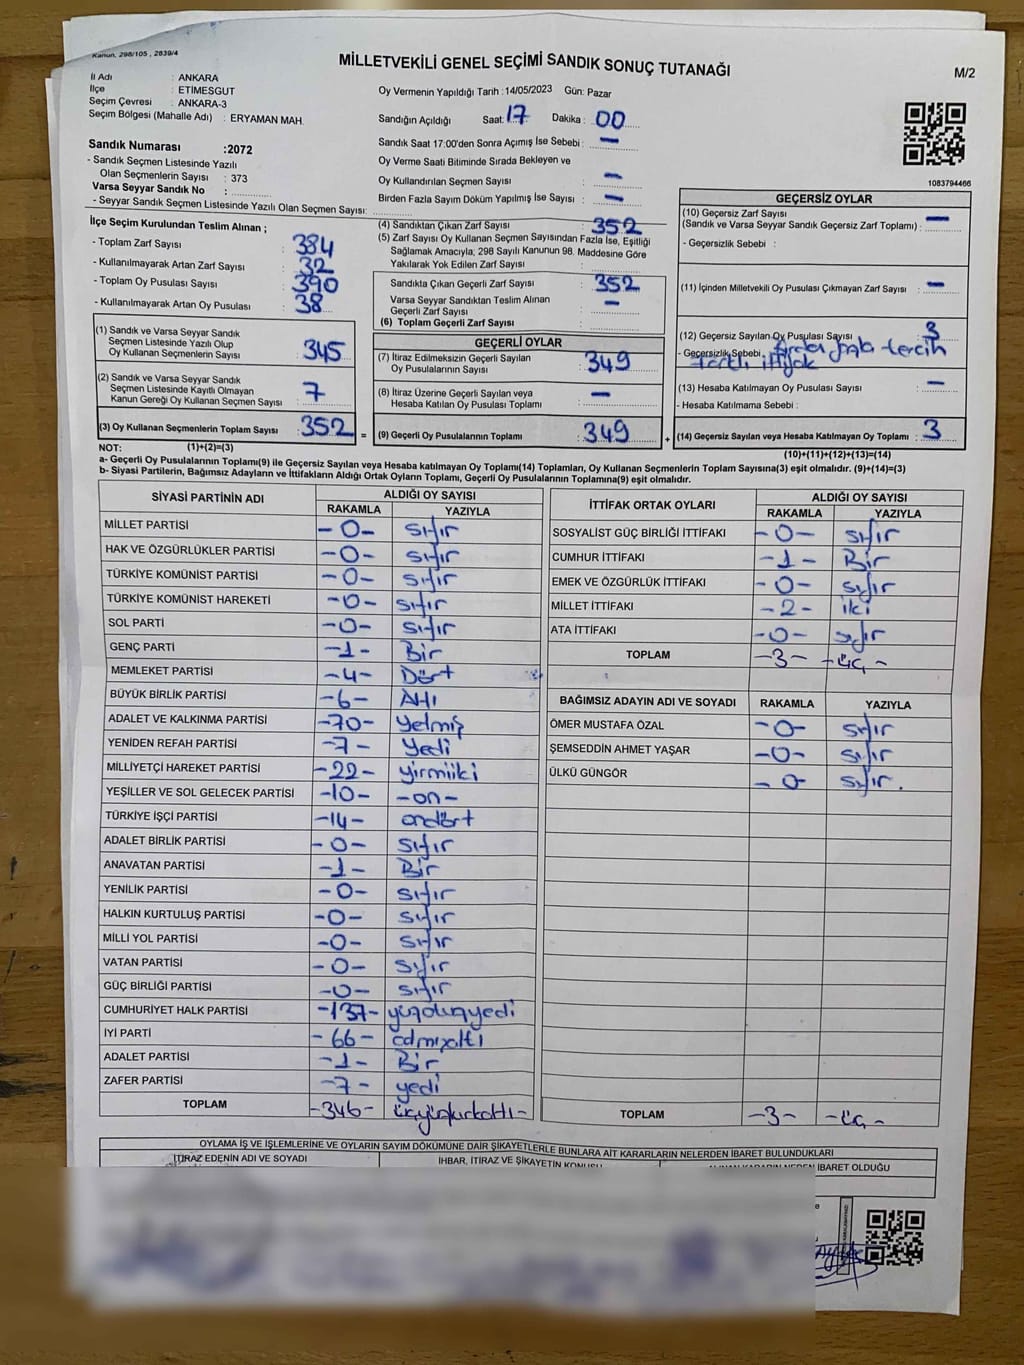 Kanun, 298/105 , 2839/4
MİLLETVEKİLİ GENEL SEÇİMİ SANDIK SONUÇ TUTANAĞI
M/2
İl Adı : ANKARA
İlçe : ETİMESGUT
Seçim Çevresi : ANKARA-3
Seçim Bölgesi (Mahalle Adı) : ERYAMAN MAH.
Oy Vermenin Yapıldığı Tarih :14/05/2023 Gün: Pazar
Sandığın Açıldığı Saat: 17 Dakika : 00
Sandık Saat 17:00'den Sonra Açımış İse Sebebi : -
Oy Verme Saati Bitiminde Sırada Bekleyen ve
Oy Kullandırılan Seçmen Sayısı : -
Birden Fazla Sayım Döküm Yapılmış İse Sayısı : -
Sandık Numarası :2072
- Sandık Seçmen Listesinde Yazılı
Olan Seçmenlerin Sayısı : 373
Varsa Seyyar Sandık No :
- Seyyar Sandık Seçmen Listesinde Yazılı Olan Seçmen Sayısı:
1083794466
İlçe Seçim Kurulundan Teslim Alınan ;
- Toplam Zarf Sayısı : 384
- Kullanılmayarak Artan Zarf Sayısı : 32
- Toplam Oy Pusulası Sayısı : 390
- Kullanılmayarak Artan Oy Pusulası : 38
(1) Sandık ve Varsa Seyyar Sandık
Seçmen Listesinde Yazılı Olup
Oy Kullanan Seçmenlerin Sayısı : 345
(2) Sandık ve Varsa Seyyar Sandık
Seçmen Listesinde Kayıtlı Olmayan
Kanun Gereği Oy Kullanan Seçmen Sayısı : 7
(3) Oy Kullanan Seçmenlerin Toplam Sayısı : 352 =
(4) Sandıktan Çıkan Zarf Sayısı : 352
(5) Zarf Sayısı Oy Kullanan Seçmen Sayısından Fazla İse, Eşitliği
Sağlamak Amacıyla, 298 Sayılı Kanunun 98. Maddesine Göre
Yakılarak Yok Edilen Zarf Sayısı :
Sandıkta Çıkan Geçerli Zarf Sayısı : 352
Varsa Seyyar Sandıktan Teslim Alınan
Geçerli Zarf Sayısı : -
(6) Toplam Geçerli Zarf Sayısı :
GEÇERLİ OYLAR
(7) İtiraz Edilmeksizin Geçerli Sayılan
Oy Pusulalarının Sayısı : 349
(8) İtiraz Üzerine Geçerli Sayılan veya
Hesaba Katılan Oy Pusulası Toplamı : -
(9) Geçerli Oy Pusulalarının Toplamı : 349 +
GEÇERSİZ OYLAR
(10) Geçersiz Zarf Sayısı
(Sandık ve Varsa Seyyar Sandık Geçersiz Zarf Toplamı) : -
- Geçersizlik Sebebi :
(11) İçinden Milletvekili Oy Pusulası Çıkmayan Zarf Sayısı : -
(12) Geçersiz Sayılan Oy Pusulası Sayısı : 3
- Geçersizlik Sebebi : Birden fazla tercih
farklı ittifak
(13) Hesaba Katılmayan Oy Pusulası Sayısı : -
- Hesaba Katılmama Sebebi :
(14) Geçersiz Sayılan veya Hesaba Katılmayan Oy Toplamı : 3
NOT: (1)+(2)=(3)
(10)+(11)+(12)+(13)=(14)
a- Geçerli Oy Pusulalarının Toplamı(9) ile Geçersiz Sayılan veya Hesaba katılmayan Oy Toplamı(14) Toplamları, Oy Kullanan Seçmenlerin Toplam Sayısına(3) eşit olmalıdır. (9)+(14)=(3)
b- Siyasi Partilerin, Bağımsız Adayların ve İttifakların Aldığı Ortak Oyların Toplamı, Geçerli Oy Pusulalarının Toplamına(9) eşit olmalıdır.
SİYASİ PARTİNİN ADI ALDIĞI OY SAYISI
RAKAMLA YAZIYLA
MİLLET PARTİSİ -0- sıfır
HAK VE ÖZGÜRLÜKLER PARTİSİ -0- sıfır
TÜRKİYE KOMÜNİST PARTİSİ -0- sıfır
TÜRKİYE KOMÜNİST HAREKETİ -0- sıfır
SOL PARTİ -0- sıfır
GENÇ PARTİ -1- Bir
MEMLEKET PARTİSİ -4- Dört
BÜYÜK BİRLİK PARTİSİ -6- Altı
ADALET VE KALKINMA PARTİSİ -70- Yetmiş
YENİDEN REFAH PARTİSİ -7- Yedi
MİLLİYETÇİ HAREKET PARTİSİ -22- yirmiiki
YEŞİLLER VE SOL GELECEK PARTİSİ -10- -on-
TÜRKİYE İŞÇİ PARTİSİ -14- ondört
ADALET BİRLİK PARTİSİ -0- sıfır
ANAVATAN PARTİSİ -1- Bir
YENİLİK PARTİSİ -0- sıfır
HALKIN KURTULUŞ PARTİSİ -0- sıfır
MİLLİ YOL PARTİSİ -0- sıfır
VATAN PARTİSİ -0- sıfır
GÜÇ BİRLİĞİ PARTİSİ -0- sıfır
CUMHURİYET HALK PARTİSİ -137- yüzotuzyedi
İYİ PARTİ -66- altmışaltı
ADALET PARTİSİ -1- Bir
ZAFER PARTİSİ -7- yedi
TOPLAM -346- üçyüzkırkaltı-
İTTİFAK ORTAK OYLARI ALDIĞI OY SAYISI
RAKAMLA YAZIYLA
SOSYALİST GÜÇ BİRLİĞİ İTTİFAKI -0- sıfır
CUMHUR İTTİFAKI -1- Bir
EMEK VE ÖZGÜRLÜK İTTİFAKI -0- sıfır
MİLLET İTTİFAKI -2- iki
ATA İTTİFAKI -0- sıfır
TOPLAM -3- -üç-
BAĞIMSIZ ADAYIN ADI VE SOYADI RAKAMLA YAZIYLA
ÖMER MUSTAFA ÖZAL -0- sıfır
ŞEMSEDDİN AHMET YAŞAR -0- sıfır
ÜLKÜ GÜNGÖR -0- sıfır.
TOPLAM -3- -üç-
OYLAMA İŞ VE İŞLEMLERİNE VE OYLARIN SAYIM DÖKÜMÜNE DAİR ŞİKAYETLERLE BUNLARA AİT KARARLARIN NELERDEN İBARET BULUNDUKLARI
İTİRAZ EDENİN ADI VE SOYADI İHBAR, İTİRAZ VE ŞİKAYETİN KONUSU İBARET OLDUĞU